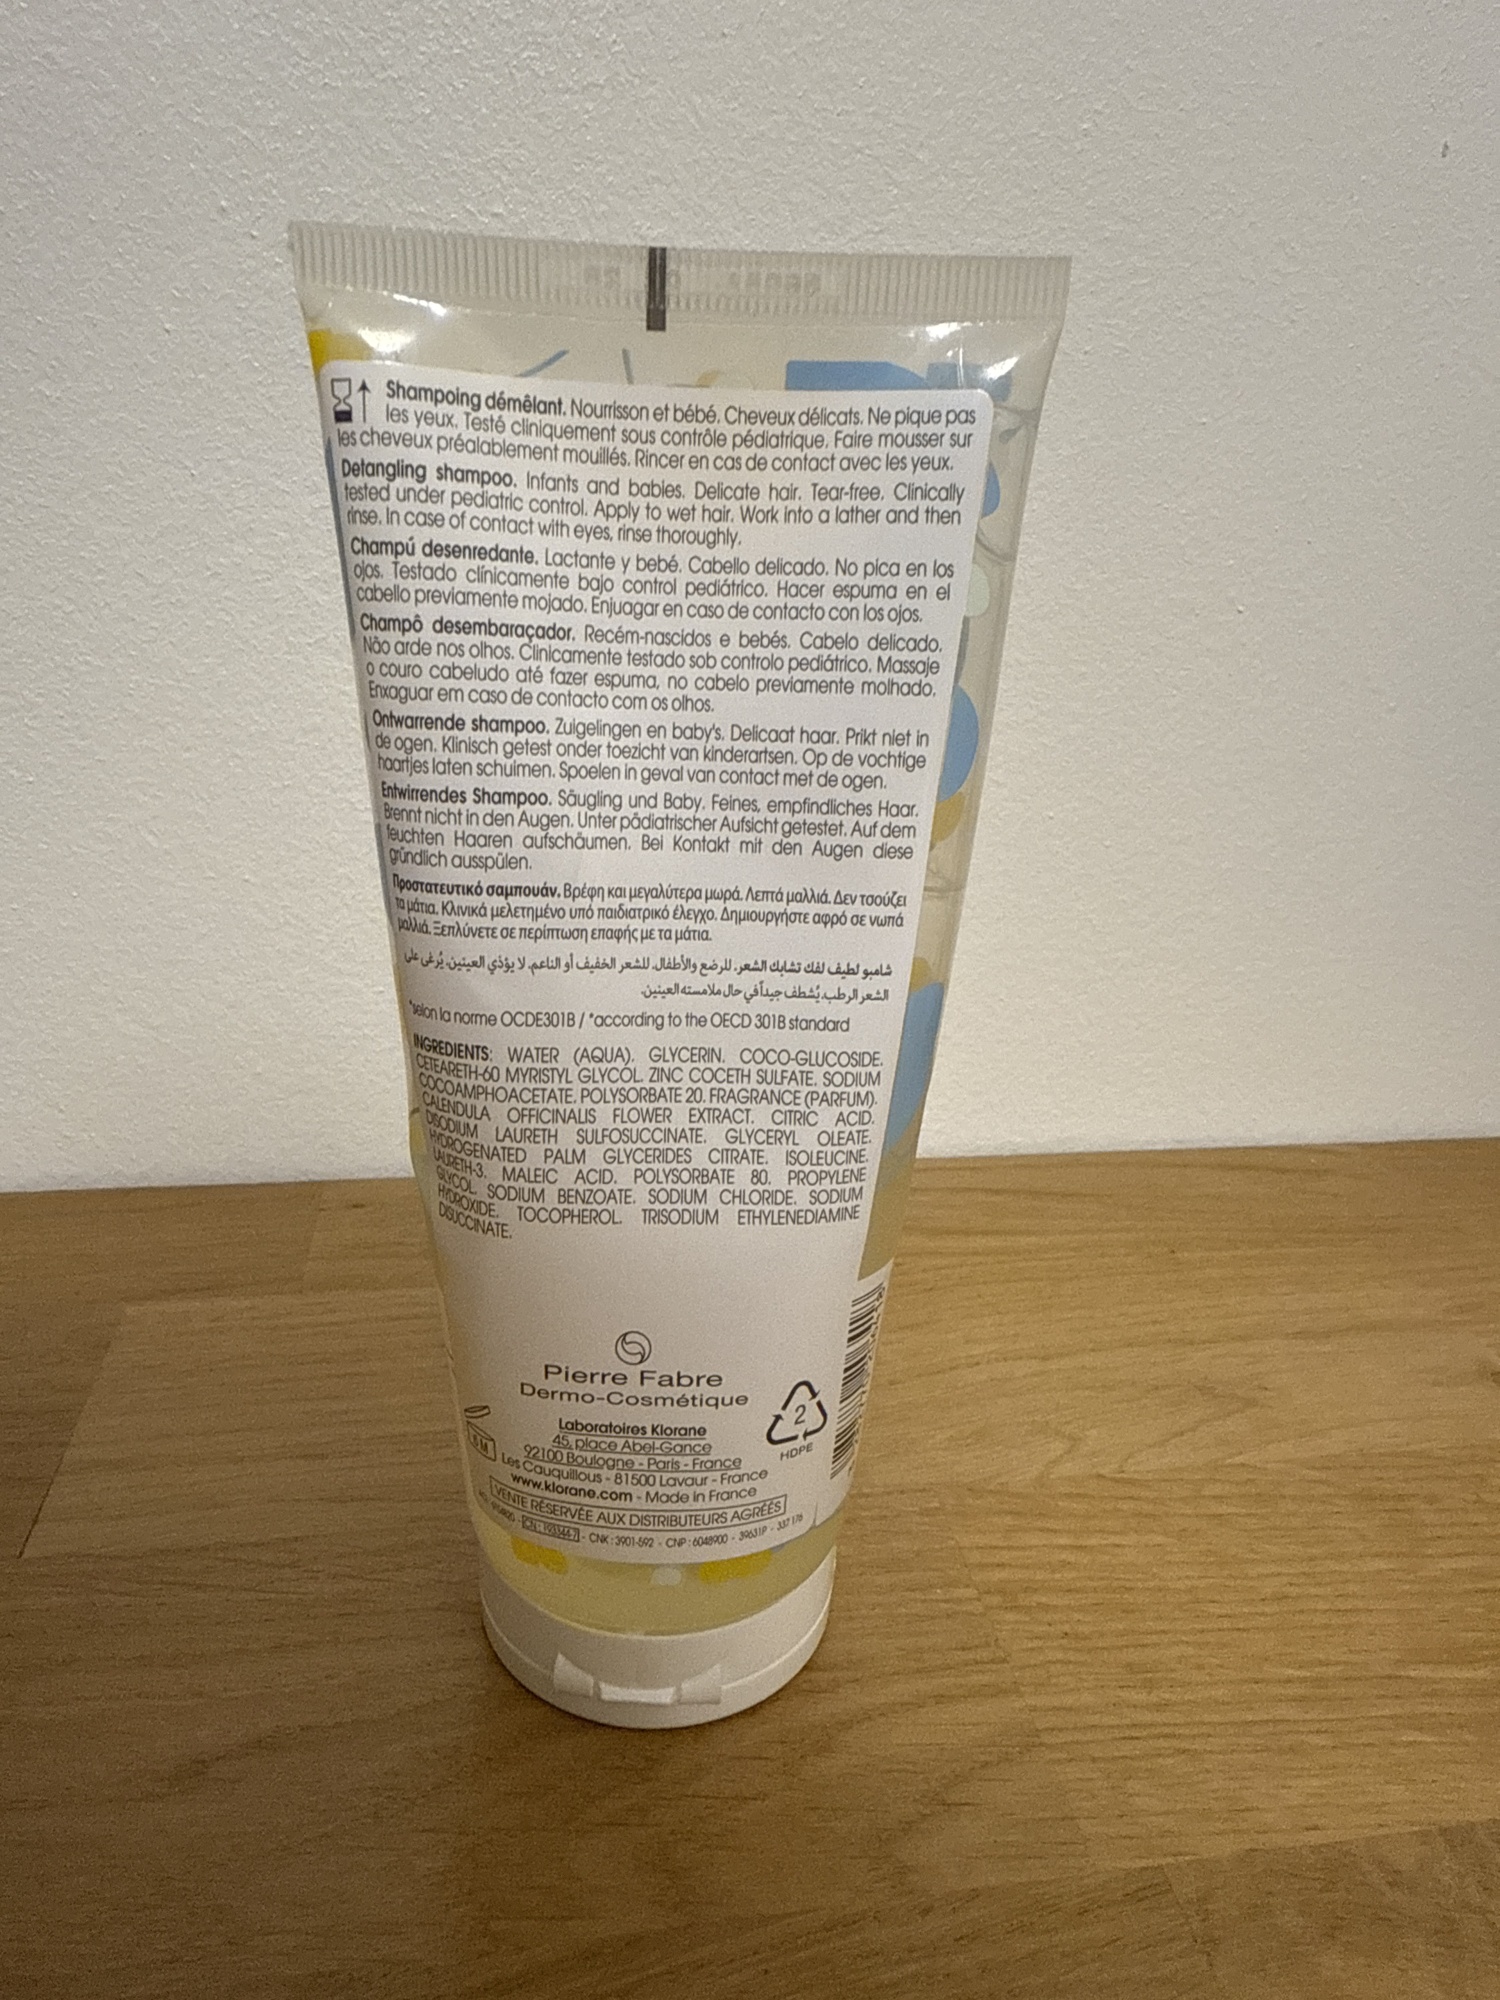 Shampoing démêlant. Nourrisson et bébé. Cheveux délicats. Ne pique pas
les yeux. Testé cliniquement sous contrôle pédiatrique. Faire mousser sur
les cheveux préalablement mouillés. Rincer en cas de contact avec les yeux.
Detangling shampoo. Infants and babies. Delicate hair. Tear-free. Clinically
tested under pediatric control. Apply to wet hair. Work into a lather and then
rinse. In case of contact with eyes, rinse thoroughly.
Champú desenredante. Lactante y bebé. Cabello delicado. No pica en los
ojos. Testado clínicamente bajo control pediátrico. Hacer espuma en el
cabello previamente mojado. Enjuagar en caso de contacto con los ojos.
Champô desembaraçador. Recém-nascidos e bebés. Cabelo delicado.
Não arde nos olhos. Clinicamente testado sob controlo pediátrico. Massaje
o couro cabeludo até fazer espuma, no cabelo previamente molhado.
Enxaguar em caso de contacto com os olhos.
Ontwarrende shampoo. Zuigelingen en baby's. Delicaat haar. Prikt niet in
de ogen. Klinisch getest onder toezicht van kinderartsen. Op de vochtige
haartjes laten schuimen. Spoelen in geval van contact met de ogen.
Entwirrendes Shampoo. Säugling und Baby. Feines, empfindliches Haar.
Brennt nicht in den Augen. Unter pädiatrischer Aufsicht getestet. Auf dem
feuchten Haaren aufschäumen. Bei Kontakt mit den Augen diese
gründlich ausspülen.
Προστατευτικό σαμπουάν. Βρέφη και μεγαλύτερα μωρά. Λεπτά μαλλιά. Δεν τσούζει
τα μάτια. Κλινικά μελετημένο υπό παιδιατρικό έλεγχο. Δημιουργήστε αφρό σε νωπά
μαλλιά. Ξεπλύνετε σε περίπτωση επαφής με τα μάτια.
شامبو لطيف لفك تشابك الشعر. للرضع والأطفال. للشعر الخفيف أو الناعم. لا يؤذي العينين. يُرغى على
الشعر الرطب. يُشطف جيداً في حال ملامسته العينين.
*selon la norme OCDE301B / *according to the OECD 301B standard
INGREDIENTS: WATER (AQUA). GLYCERIN. COCO-GLUCOSIDE.
CETEARETH-60 MYRISTYL GLYCOL. ZINC COCETH SULFATE. SODIUM
COCOAMPHOACETATE. POLYSORBATE 20. FRAGRANCE (PARFUM).
CALENDULA OFFICINALIS FLOWER EXTRACT. CITRIC ACID.
DISODIUM LAURETH SULFOSUCCINATE. GLYCERYL OLEATE.
HYDROGENATED PALM GLYCERIDES CITRATE. ISOLEUCINE.
LAURETH-3. MALEIC ACID. POLYSORBATE 80. PROPYLENE
GLYCOL. SODIUM BENZOATE. SODIUM CHLORIDE. SODIUM
HYDROXIDE. TOCOPHEROL. TRISODIUM ETHYLENEDIAMINE
DISUCCINATE.
Pierre Fabre
Dermo-Cosmétique
2
HDPE
Laboratoires Klorane
45, place Abel-Gance
92100 Boulogne - Paris - France
Les Cauquillous - 81500 Lavaur - France
www.klorane.com - Made in France
VENTE RÉSERVÉE AUX DISTRIBUTEURS AGRÉÉS
- CNK : 3901-592 - CNP : 6048900 - 39631P - 337 176